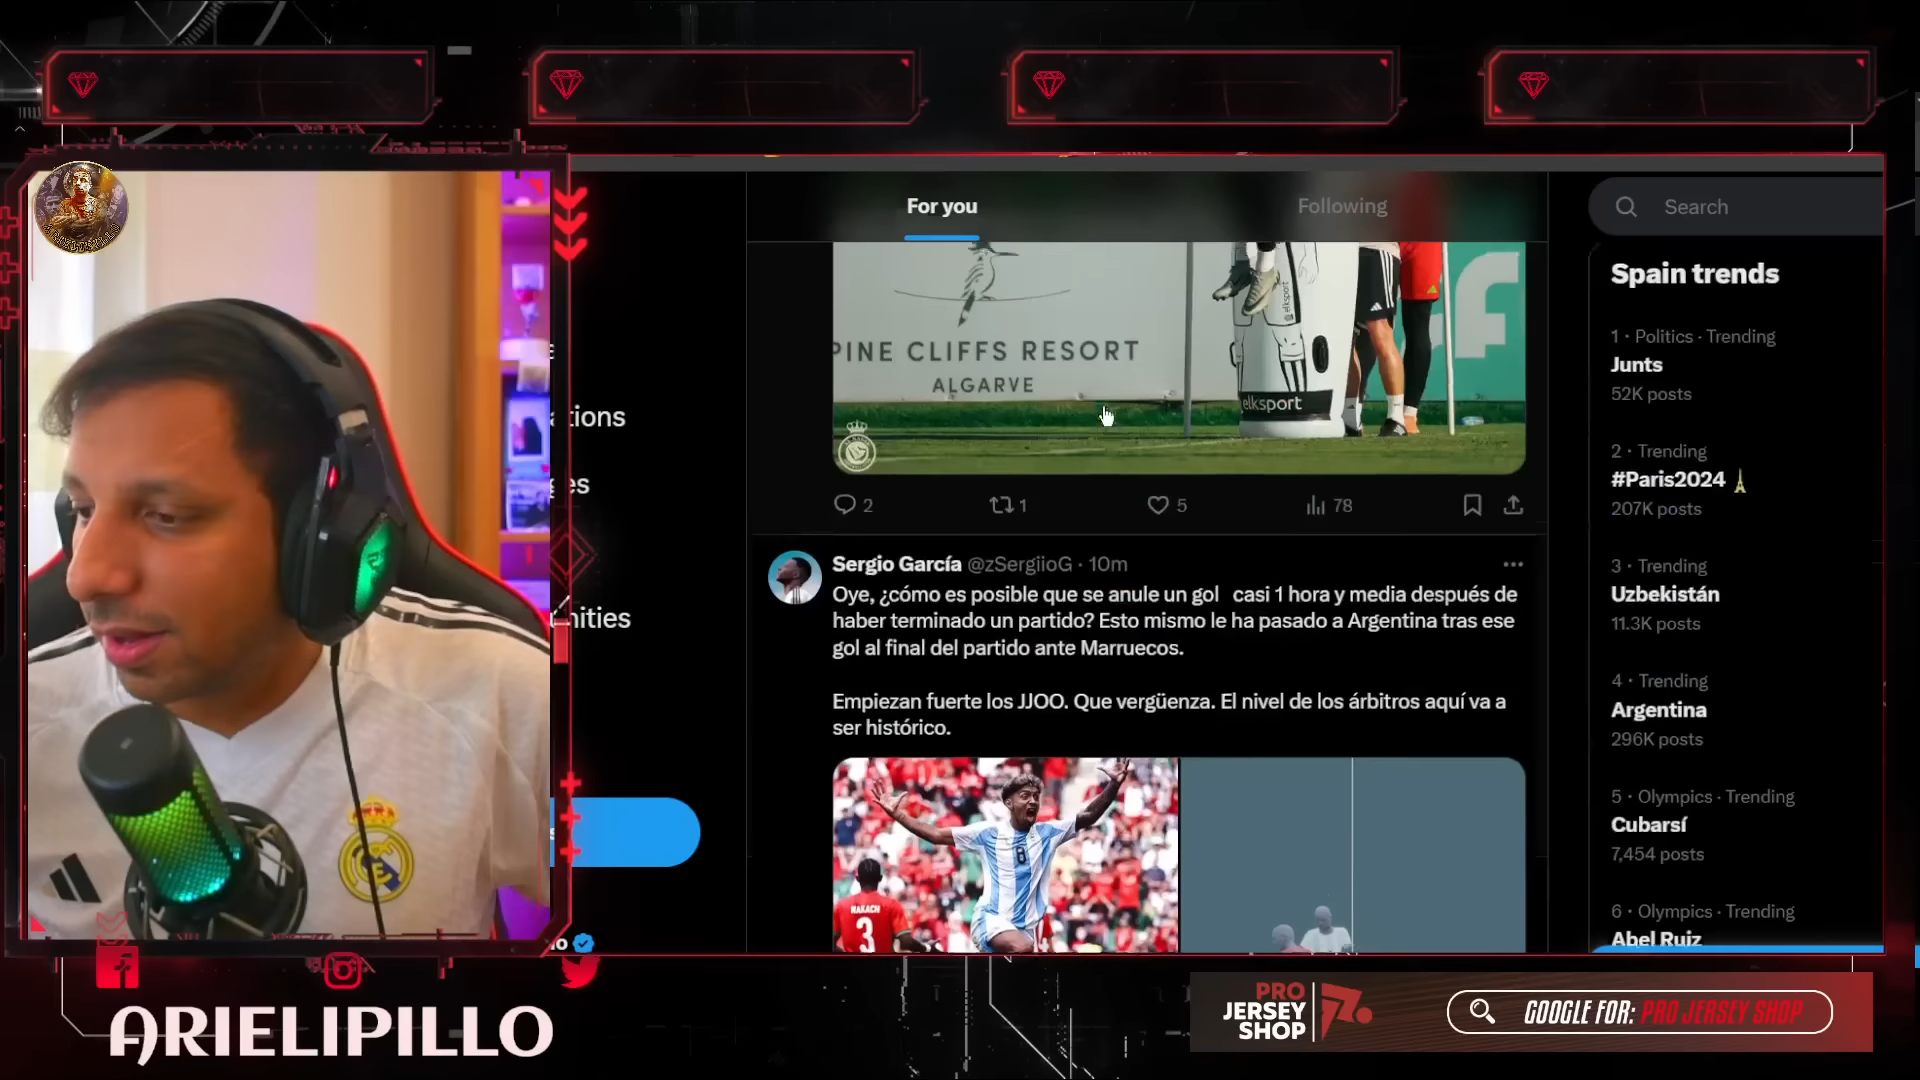 For you
Following
Search
PINE CLIFFS RESORT
ALGARVE
elksport
elksport
2
1
5
78
Sergio García @zSergiioG · 10m
Oye, ¿cómo es posible que se anule un gol casi 1 hora y media después de
haber terminado un partido? Esto mismo le ha pasado a Argentina tras ese
gol al final del partido ante Marruecos.
Empiezan fuerte los JJOO. Que vergüenza. El nivel de los árbitros aquí va a
ser histórico.
8
NAKACH
3
Spain trends
1 · Politics · Trending
Junts
52K posts
2 · Trending
#Paris2024
207K posts
3 · Trending
Uzbekistán
11.3K posts
4 · Trending
Argentina
296K posts
5 · Olympics · Trending
Cubarsí
7,454 posts
6 · Olympics · Trending
Abel Ruiz
tions
es
nities
lo
ARIELIPILLO
PRO
JERSEY
SHOP
GOOGLE FOR: PRO JERSEY SHOP